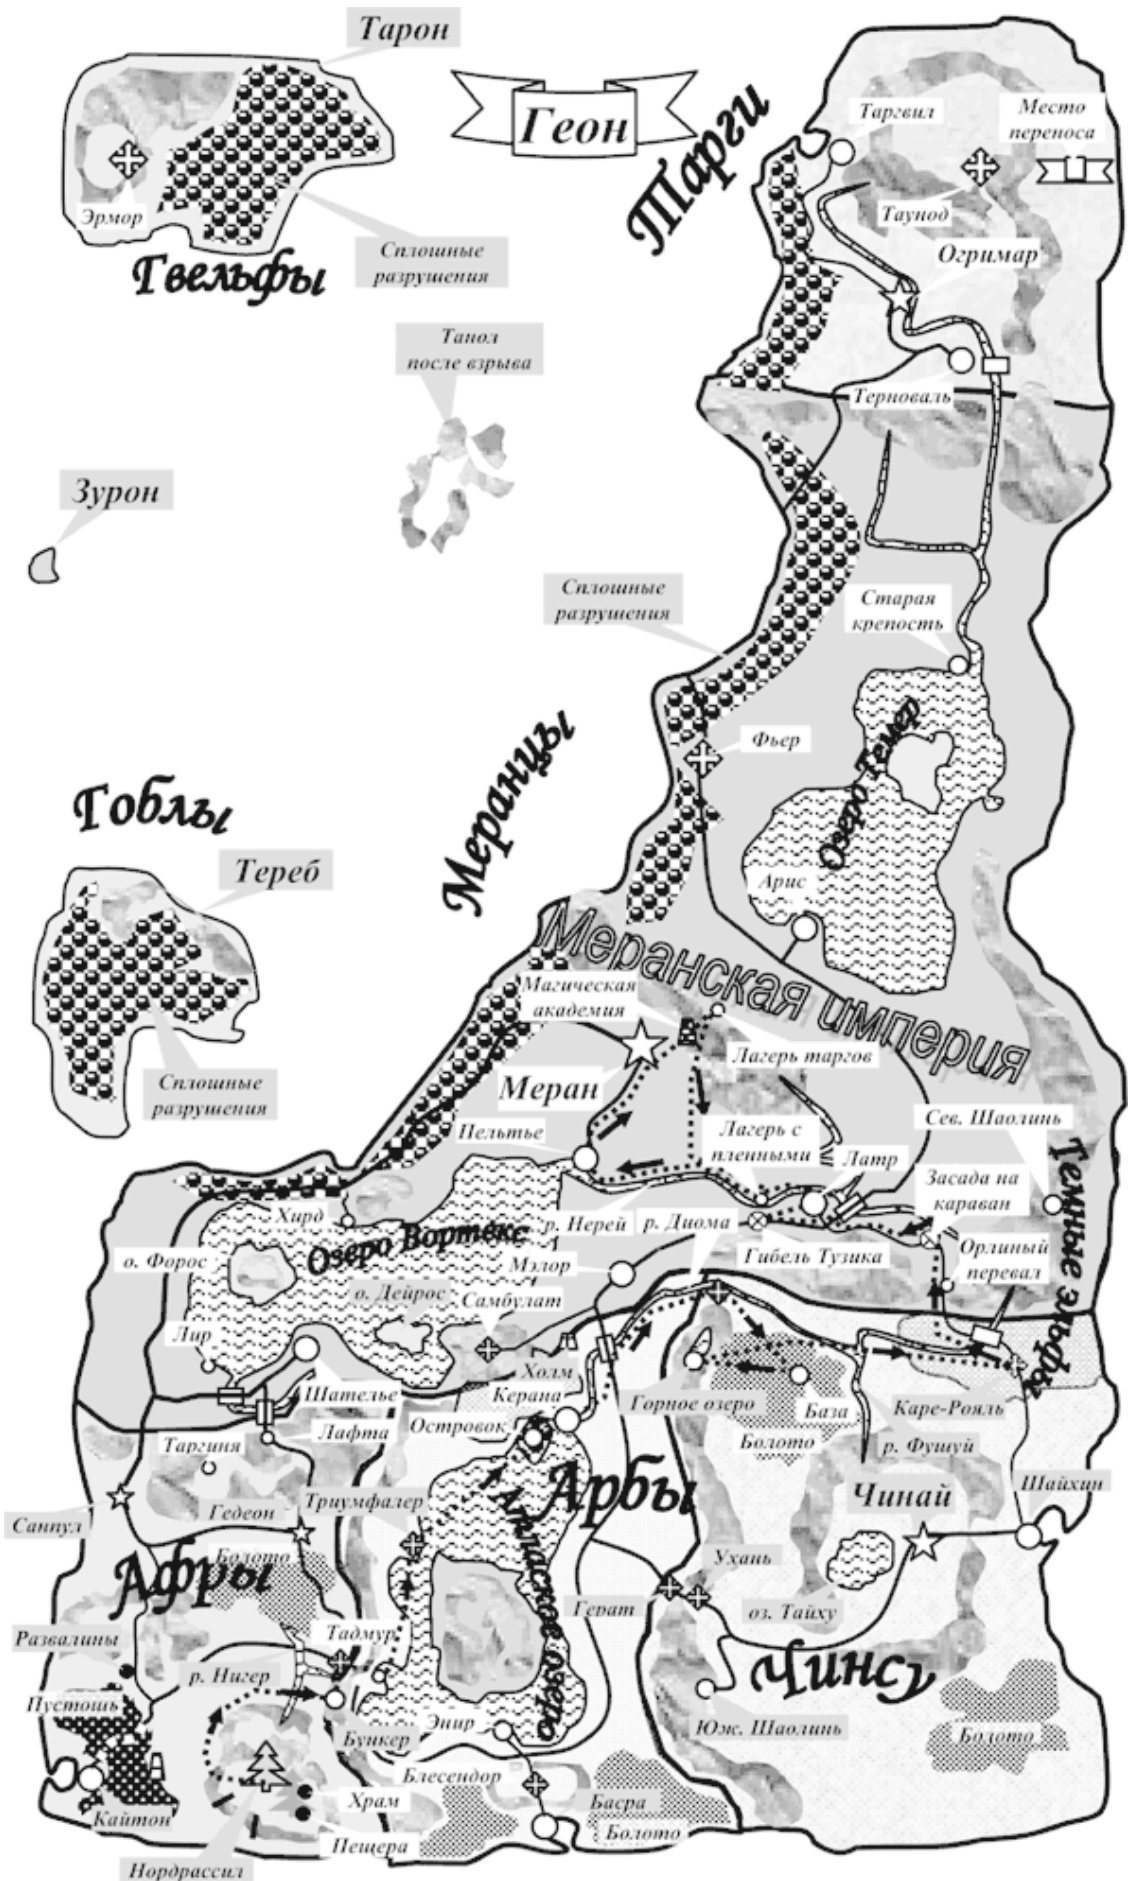 Тарон
Геон
Тарги
Таргвил
Место
переноса
Эрмор
Таунод
Огримар
Сплошные
разрушения
Гвельфы
Танол
после взрыва
Терноваль
Зурон
Сплошные
разрушения
Старая
крепость
Фьер
Озеро Темер
Меранцы
Гоблы
Тереб
Арис
Меранская империя
Магическая
академия
Лагерь таргов
Сплошные
разрушения
Меран
Пельтье
Лагерь с
пленными
Латр
Сев. Шаолинь
Засада на
караван
Темные эльфы
Хирд
р. Нерей
р. Диома
Озеро Вортекс
о. Форос
Мэлор
Гибель Тузика
Орлиный
перевал
о. Дейрос
Самбулат
Лир
Холм
Шателье
Керана
Горное озеро
База
Каре-Рояль
Островок
Лафта
Болото
р. Фушуй
Таргиня
Арбы
Чинай
Шайхин
Триумфалер
Гедеон
Санпул
Болото
Афры
Атлаское озеро
Ухань
Герат
оз. Тайху
Развалины
Тадмур
р. Нигер
Чинсу
Пустошь
Бункер
Энир
Юж. Шаолинь
Болото
Блесендор
Кайтон
Храм
Басра
Пещера
Болото
Нордрассил